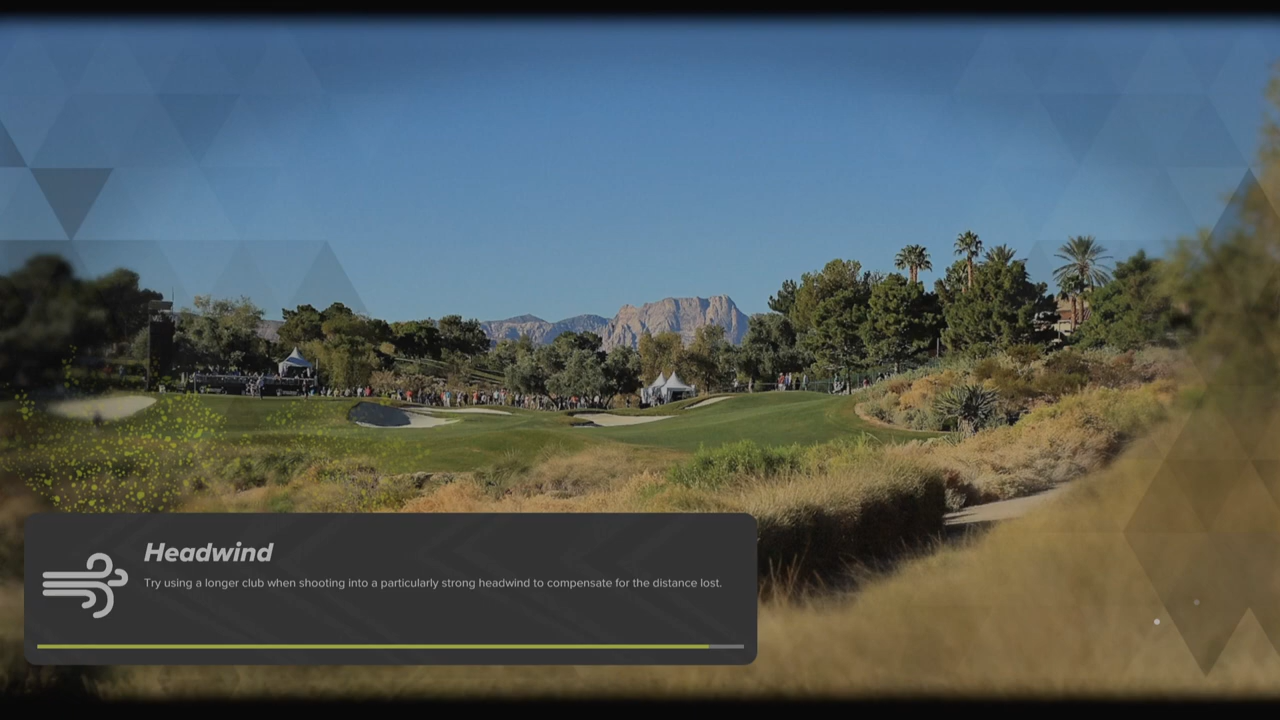 Headwind
Try using a longer club when shooting into a particularly strong headwind to compensate for the distance lost.